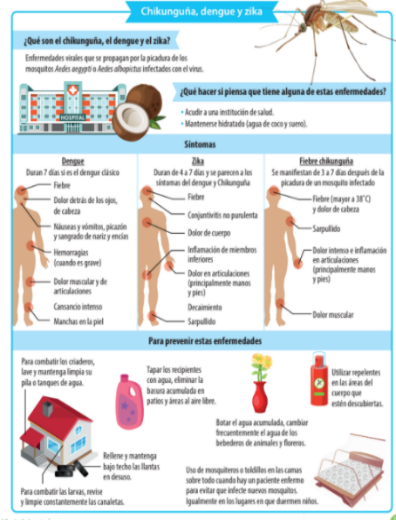 Chikunguña, dengue y zika
¿Qué son el chikunguña, el dengue y el zika?
Enfermedades virales que se propagan por la picadura de los
mosquitos Aedes aegypti o Aedes albopictus infectados con el virus.
HOSPITAL
¿Qué hacer si piensa que tiene alguna de estas enfermedades?
• Acudir a una institución de salud.
• Mantenerse hidratado (agua de coco y suero).
Síntomas
Dengue
Duran 7 días si es el dengue clásico
Fiebre
Dolor detrás de los ojos,
de cabeza
Náuseas y vómitos, picazón
y sangrado de nariz y encías
Hemorragias
(cuando es grave)
Dolor muscular y de
articulaciones
Cansancio intenso
Manchas en la piel
Zika
Duran de 4 a 7 días y se parecen a los
síntomas del dengue y Chikunguña
Fiebre
Conjuntivitis no purulenta
Dolor de cuerpo
Inflamación de miembros
inferiores
Dolor en articulaciones
(principalmente manos
y pies)
Decaimiento
Sarpullido
Fiebre chikunguña
Se manifiestan de 3 a 7 días después de la
picadura de un mosquito infectado
Fiebre (mayor a 38°C)
y dolor de cabeza
Sarpullido
Dolor intenso e inflamación
en articulaciones
(principalmente manos
y pies)
Dolor muscular
Para prevenir estas enfermedades
Para combatir los criaderos,
lave y mantenga limpia su
pila o tanques de agua.
Rellene y mantenga
bajo techo las llantas
en desuso.
Para combatir las larvas, revise
y limpie constantemente las canaletas.
Tapar los recipientes
con agua, eliminar la
basura acumulada en
patios y áreas al aire libre.
Botar el agua acumulada, cambiar
frecuentemente el agua de los
bebederos de animales y floreros.
Utilizar repelentes
en las áreas del
cuerpo que
estén descubiertas.
Uso de mosquiteros o toldillos en las camas
sobre todo cuando hay un paciente enfermo
para evitar que infecte nuevos mosquitos.
Igualmente en los lugares en que duermen niños.